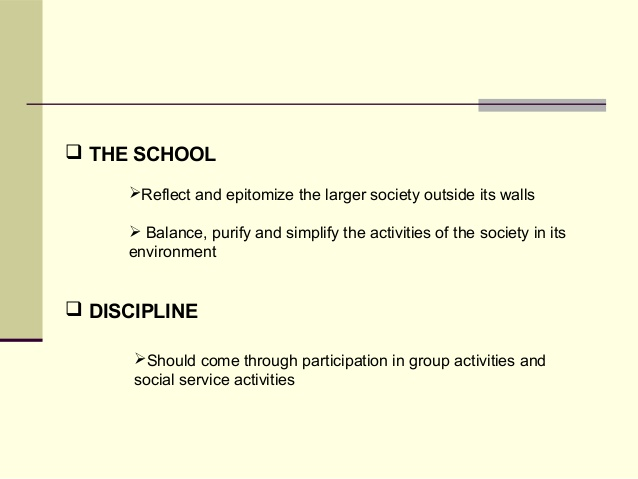 ❑ THE SCHOOL
➢Reflect and epitomize the larger society outside its walls
➢ Balance, purify and simplify the activities of the society in its
environment
❑ DISCIPLINE
➢Should come through participation in group activities and
social service activities